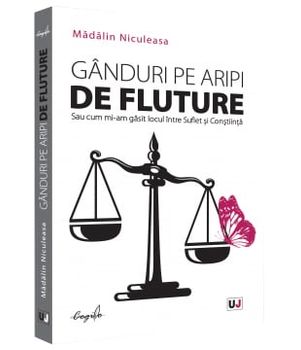 Mădălin Niculeasa
GÂNDURI PE ARIPI
DE FLUTURE
Sau cum mi-am găsit locul între Suflet și Conștiință
Cogito
UJ
GÂNDURI PE ARIPI DE FLUTURE
Mădălin Niculeasa
UJ